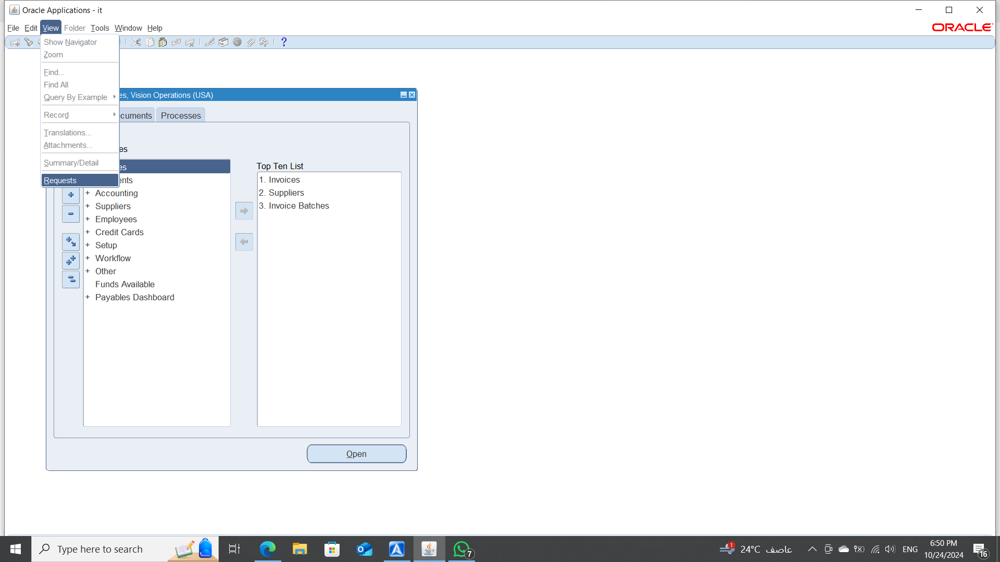 Oracle Applications - it
File Edit View Folder Tools Window Help
ORACLE
?
Show Navigator
Zoom
Find...
Find All
Query By Example
Record
Translations...
Attachments...
Summary/Detail
Requests
es, Vision Operations (USA)
cuments Processes
es
es
ents
+ Accounting
+ Suppliers
+ Employees
+ Credit Cards
+ Setup
+ Workflow
+ Other
Funds Available
+ Payables Dashboard
Top Ten List
1. Invoices
2. Suppliers
3. Invoice Batches
Open
Type here to search
7
1
24°C عاصف
ENG
6:50 PM
10/24/2024
16